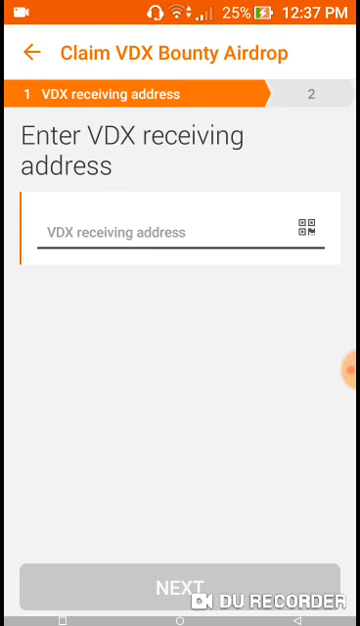 25% 12:37 PM
Claim VDX Bounty Airdrop
1 VDX receiving address 2
Enter VDX receiving
address
VDX receiving address
NEXT
DU RECORDER